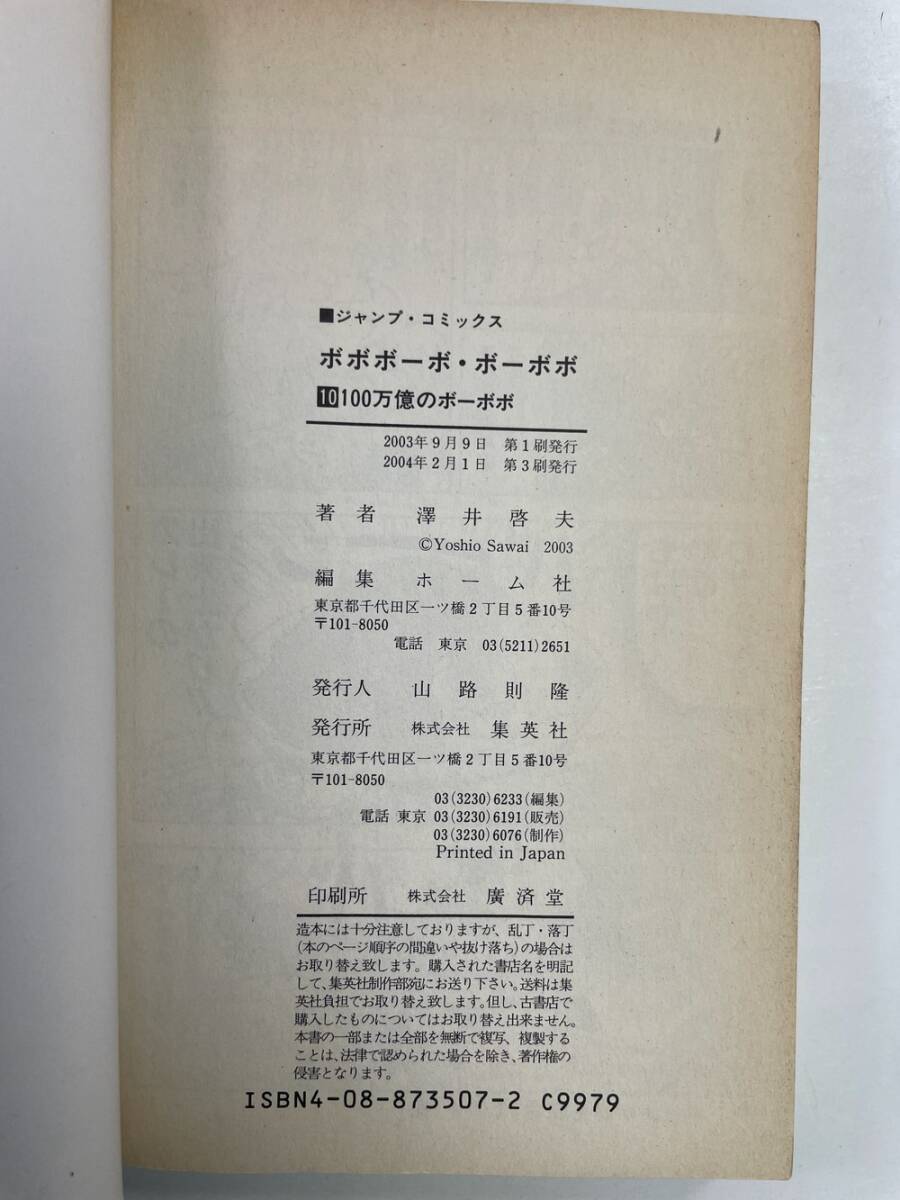 ■ジャンプ・コミックス
ボボボーボ・ボーボボ
10 100万億のボーボボ
2003年9月9日 第1刷発行
2004年2月1日 第3刷発行
著者 澤井啓夫
©Yoshio Sawai 2003
編集 ホーム社
東京都千代田区一ツ橋2丁目5番10号
〒101-8050
電話 東京 03(5211)2651
発行人 山路則隆
発行所 株式会社 集英社
東京都千代田区一ツ橋2丁目5番10号
〒101-8050
03(3230)6233(編集)
電話 東京 03(3230)6191(販売)
03(3230)6076(制作)
Printed in Japan
印刷所 株式会社 廣済堂
造本には十分注意しておりますが、乱丁・落丁
(本のページ順序の間違いや抜け落ち)の場合は
お取り替え致します。購入された書店名を明記
して、集英社制作部宛にお送り下さい。送料は集
英社負担でお取り替え致します。但し、古書店で
購入したものについてはお取り替え出来ません。
本書の一部または全部を無断で複写、複製する
ことは、法律で認められた場合を除き、著作権の
侵害となります。
ISBN4-08-873507-2 C9979